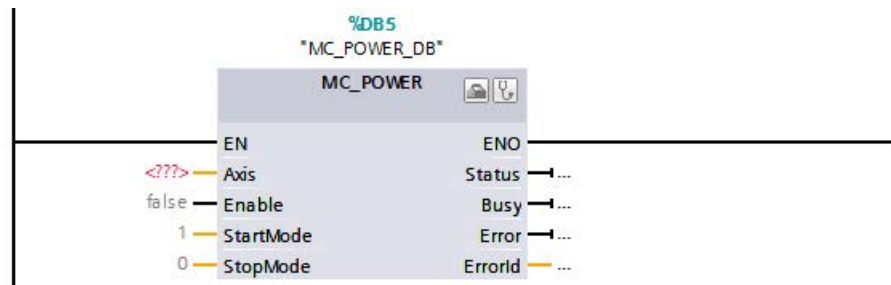 %DB5
"MC_POWER_DB"
MC_POWER
EN ENO
<???> Axis Status ...
false Enable Busy ...
1 StartMode Error ...
0 StopMode ErrorId ...